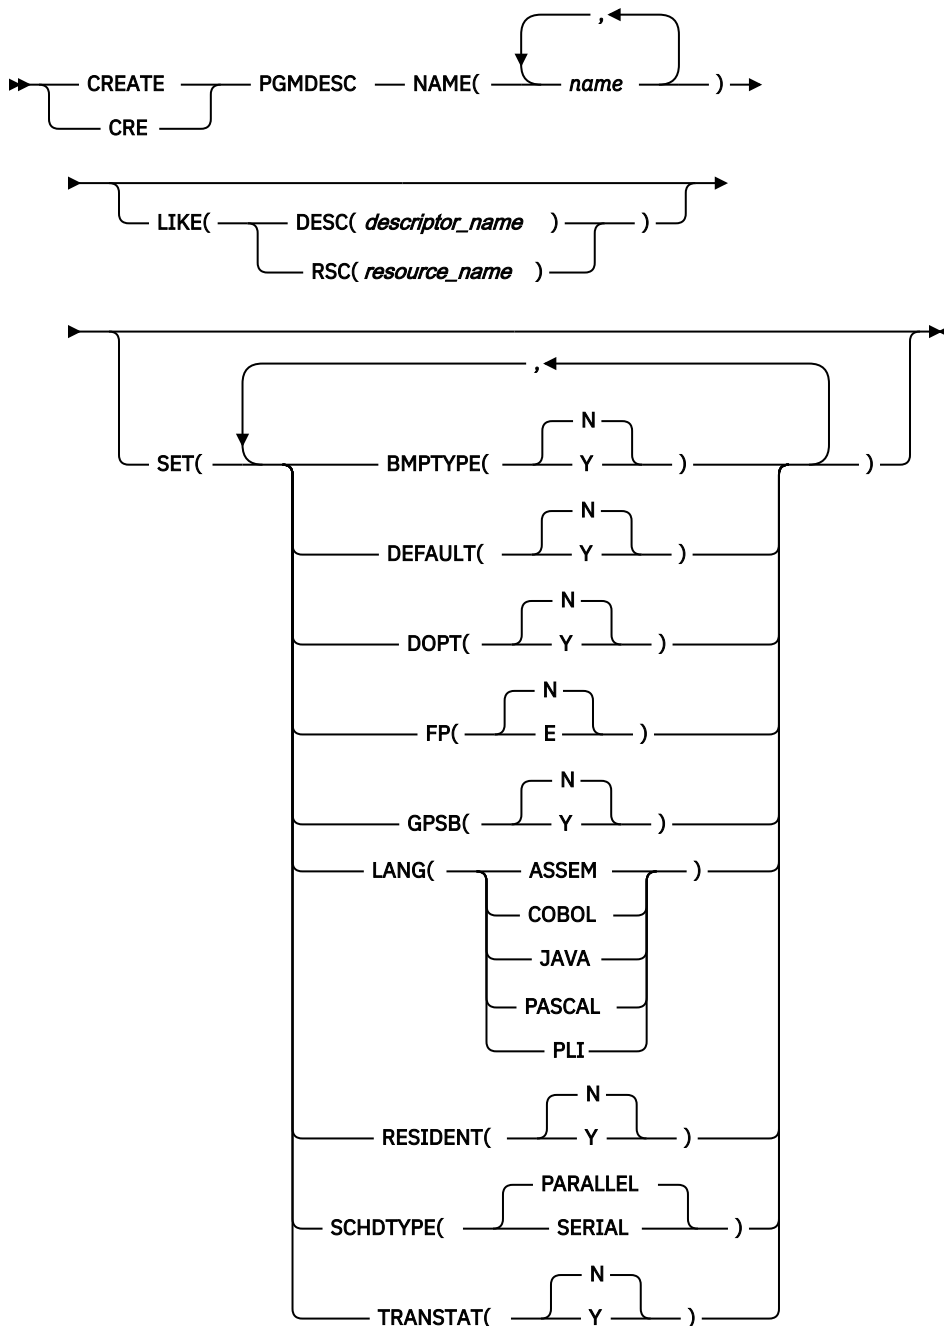 ,
CREATE PGMDESC NAME( name )
CRE
LIKE( DESC( descriptor_name ) )
RSC( resource_name )
,
N
SET( BMPTYPE( Y ) )
N
DEFAULT( Y )
N
DOPT( Y )
N
FP( E )
N
GPSB( Y )
LANG( ASSEM )
COBOL
JAVA
PASCAL
PLI
N
RESIDENT( Y )
PARALLEL
SCHDTYPE( SERIAL )
N
TRANSTAT( Y )